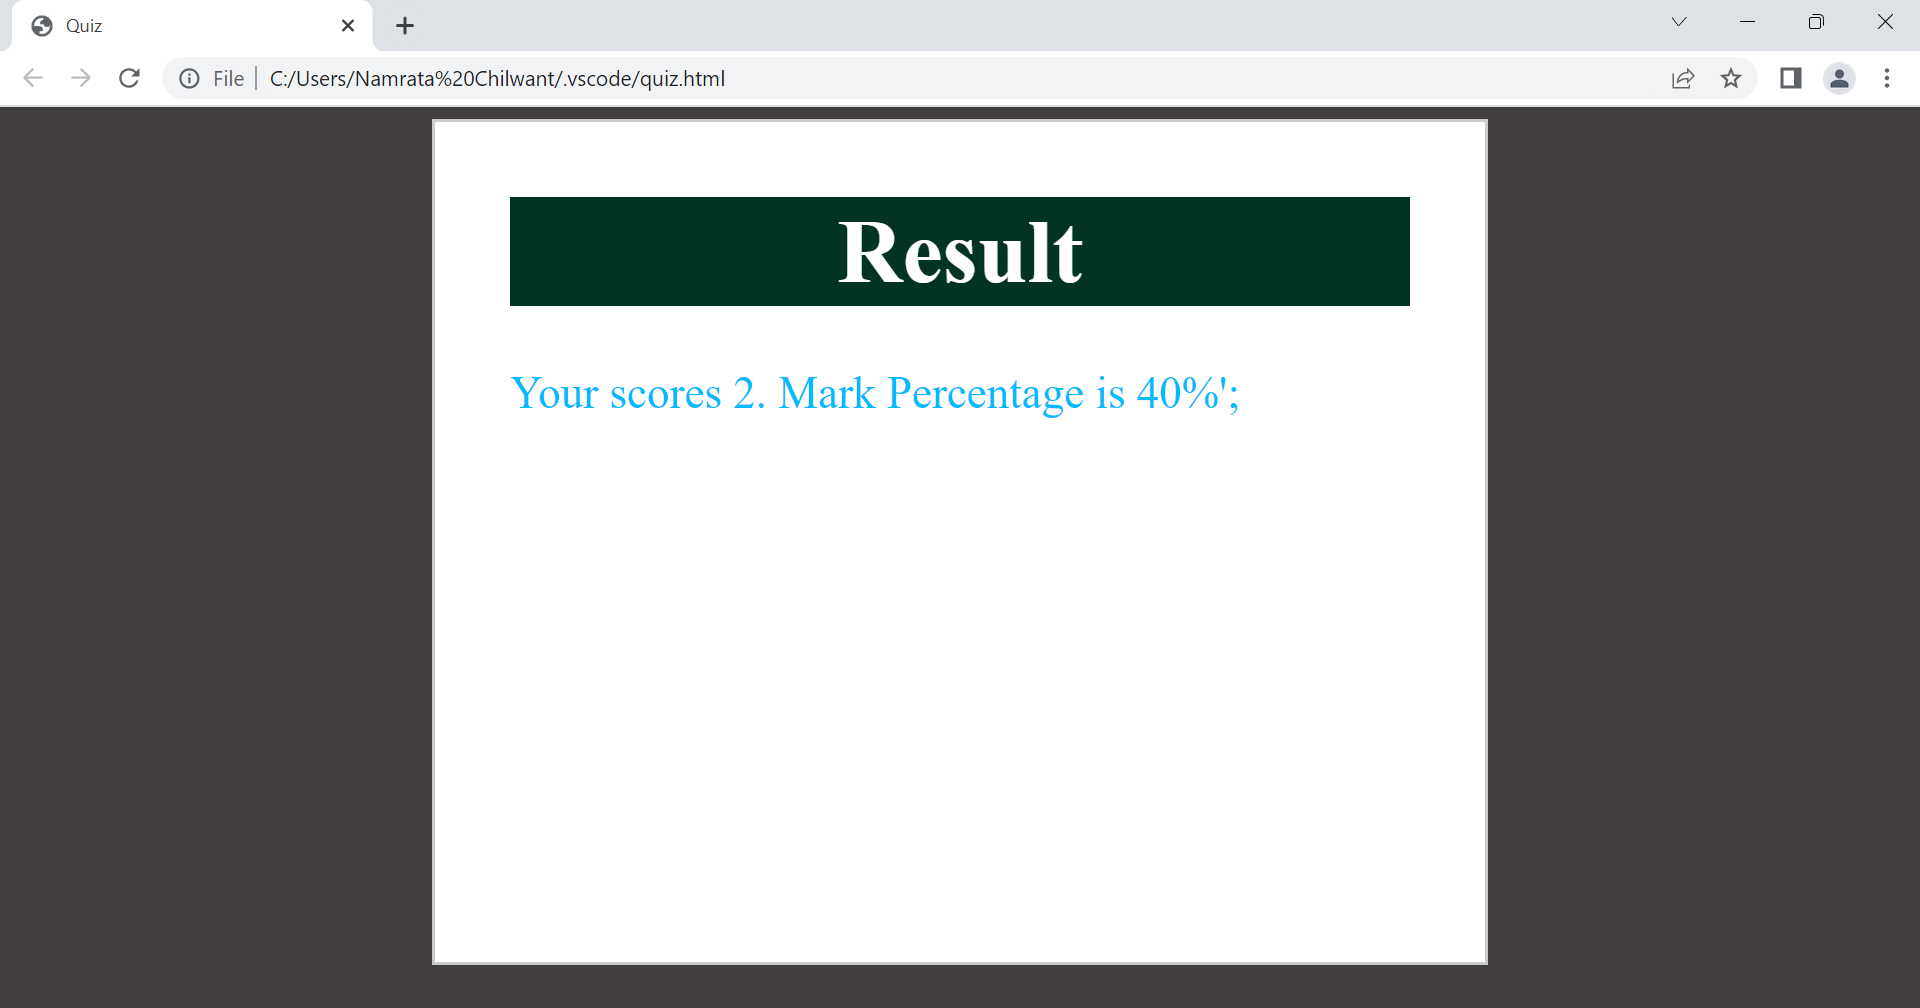 Quiz
File C:/Users/Namrata%20Chilwant/.vscode/quiz.html
Result
Your scores 2. Mark Percentage is 40%';